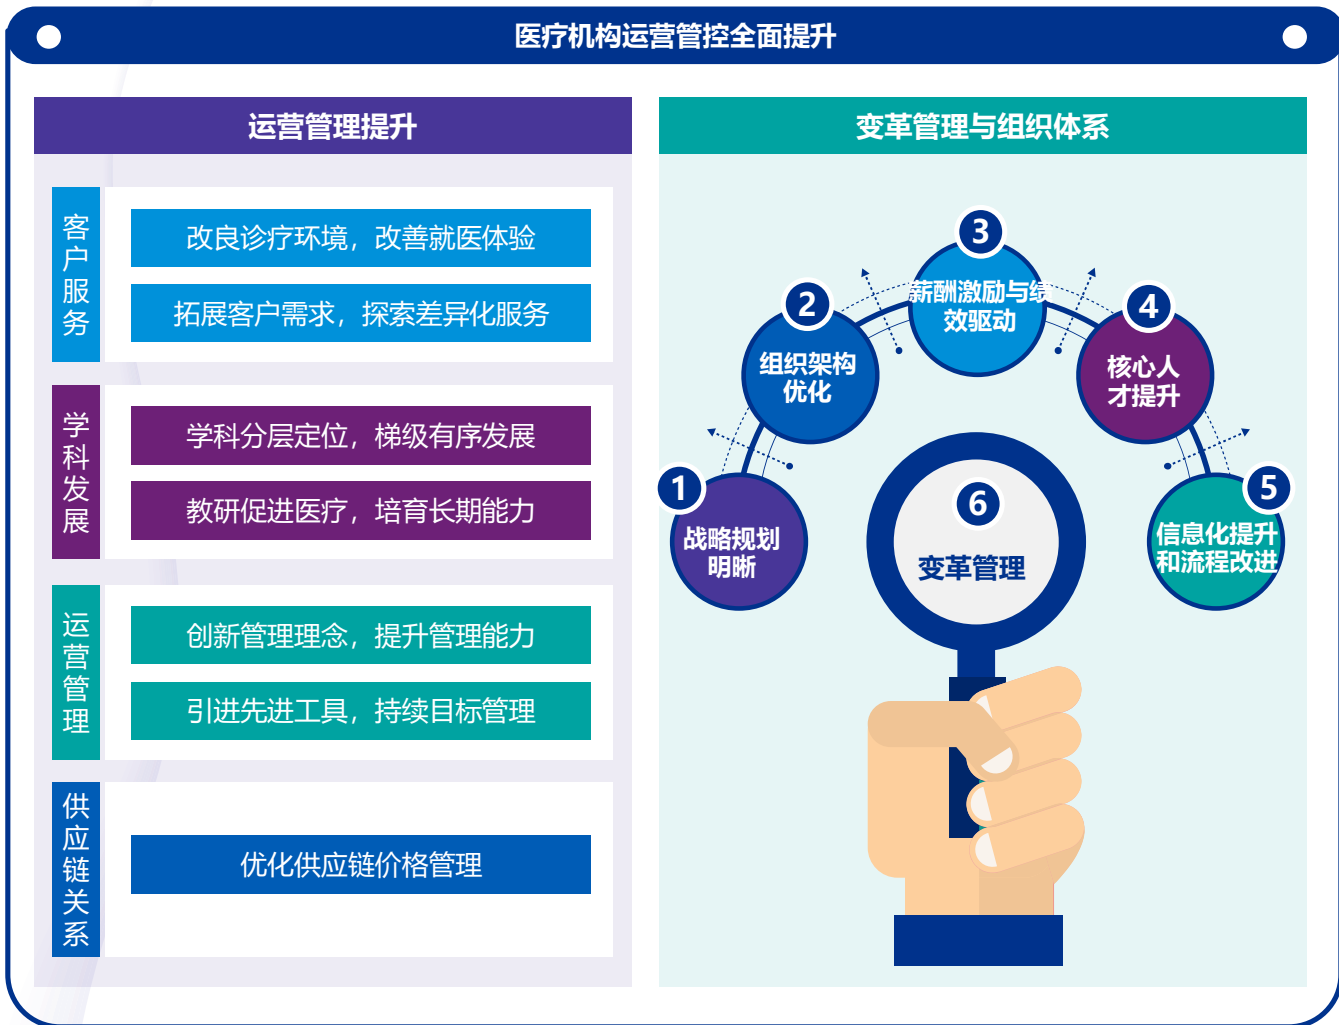 医疗机构运营管控全面提升
运营管理提升
客户服务
改良诊疗环境，改善就医体验
拓展客户需求，探索差异化服务
学科发展
学科分层定位，梯级有序发展
教研促进医疗，培育长期能力
运营管理
创新管理理念，提升管理能力
引进先进工具，持续目标管理
供应链关系
优化供应链价格管理
变革管理与组织体系
1
战略规划
明晰
2
组织架构
优化
3
薪酬激励与绩
效驱动
4
核心人
才提升
5
信息化提升
和流程改进
6
变革管理